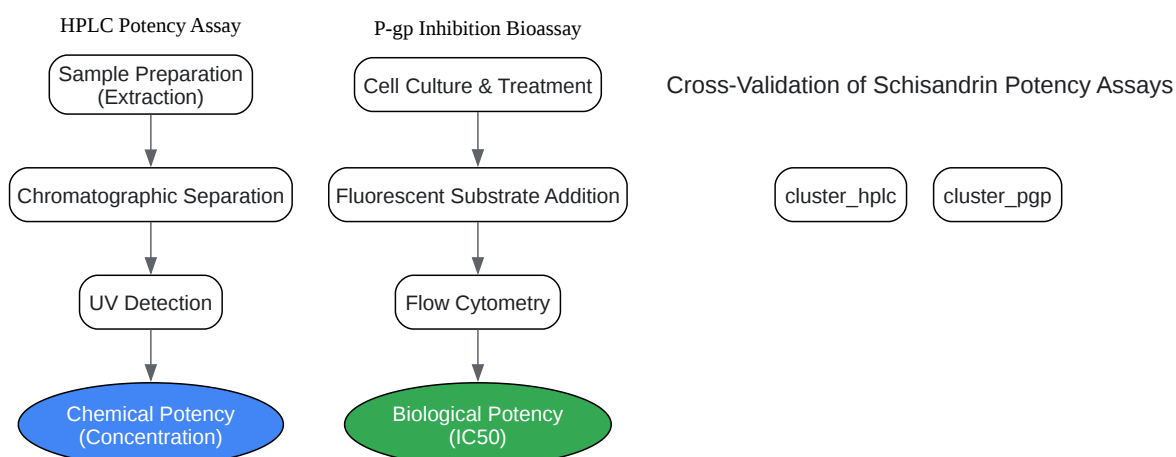 HPLC Potency Assay
Sample Preparation
(Extraction)
Chromatographic Separation
UV Detection
Chemical Potency
(Concentration)
P-gp Inhibition Bioassay
Cell Culture & Treatment
Fluorescent Substrate Addition
Flow Cytometry
Biological Potency
(IC50)
Cross-Validation of Schisandrin Potency Assays
cluster_hplc
cluster_pgp